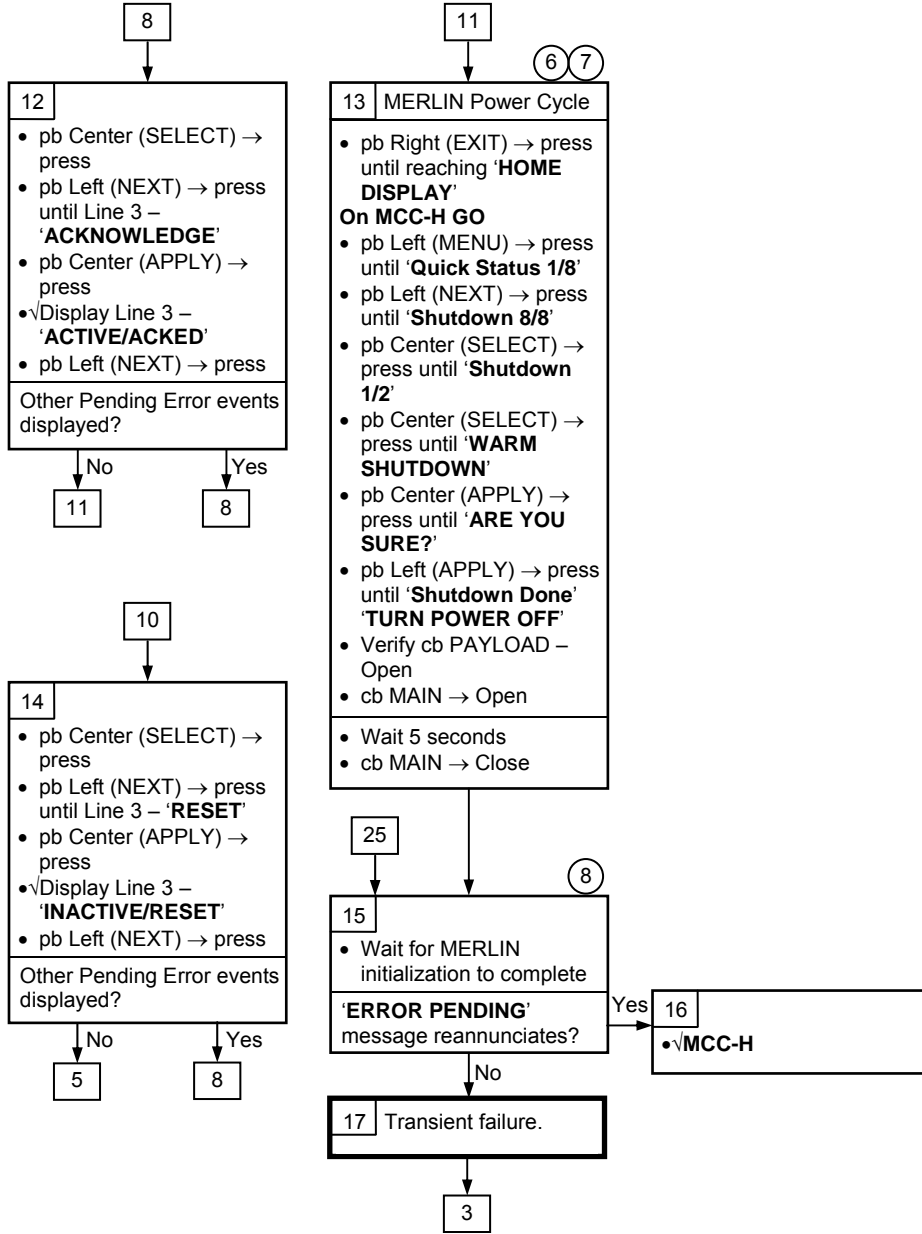 8
12
• pb Center (SELECT) →
press
• pb Left (NEXT) → press
until Line 3 –
‘ACKNOWLEDGE’
• pb Center (APPLY) →
press
•√Display Line 3 –
‘ACTIVE/ACKED’
• pb Left (NEXT) → press
Other Pending Error events
displayed?
No
Yes
11
8
10
14
• pb Center (SELECT) →
press
• pb Left (NEXT) → press
until Line 3 – ‘RESET’
• pb Center (APPLY) →
press
•√Display Line 3 –
‘INACTIVE/RESET’
• pb Left (NEXT) → press
Other Pending Error events
displayed?
No
Yes
5
8
11
6 7
13 MERLIN Power Cycle
• pb Right (EXIT) → press
until reaching ‘HOME
DISPLAY’
On MCC-H GO
• pb Left (MENU) → press
until ‘Quick Status 1/8’
• pb Left (NEXT) → press
until ‘Shutdown 8/8’
• pb Center (SELECT) →
press until ‘Shutdown
1/2’
• pb Center (SELECT) →
press until ‘WARM
SHUTDOWN’
• pb Center (APPLY) →
press until ‘ARE YOU
SURE?’
• pb Left (APPLY) → press
until ‘Shutdown Done’
‘TURN POWER OFF’
• Verify cb PAYLOAD –
Open
• cb MAIN → Open
• Wait 5 seconds
• cb MAIN → Close
25
8
15
• Wait for MERLIN
initialization to complete
‘ERROR PENDING’
message reannunciates?
Yes
16
•√MCC-H
No
17 Transient failure.
3